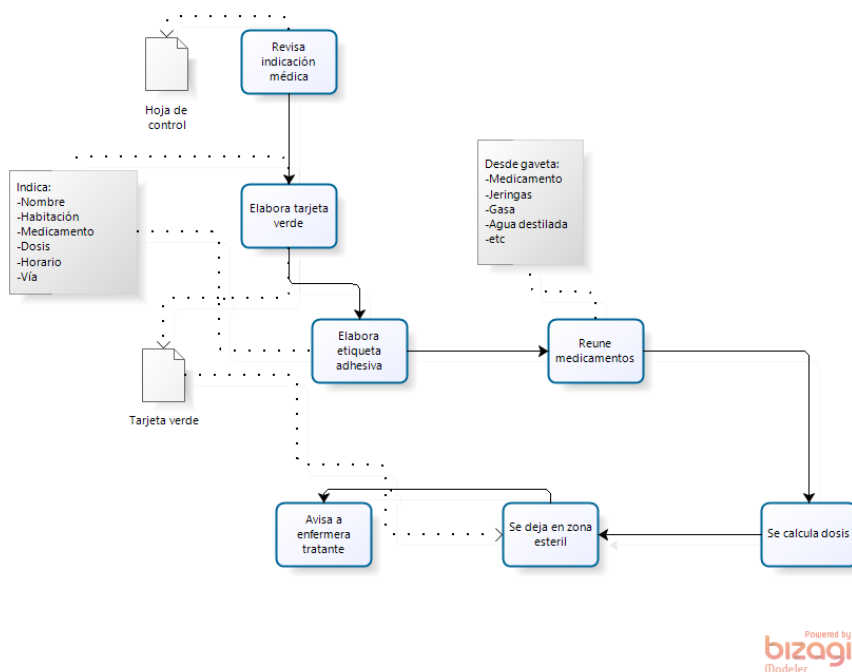 Revisa
indicación
médica
Hoja de
control
Indica:
-Nombre
-Habitación
-Medicamento
-Dosis
-Horario
-Vía
Elabora tarjeta
verde
Desde gaveta:
-Medicamento
-Jeringas
-Gasa
-Agua destilada
-etc
Elabora
etiqueta
adhesiva
Reune
medicamentos
Tarjeta verde
Avisa a
enfermera
tratante
Se deja en zona
esteril
Se calcula dosis
Powered by
bizagi
Modeler